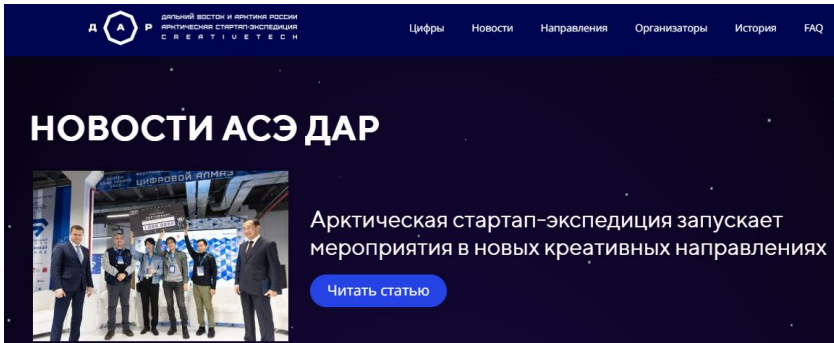 ДАР
ДАЛЬНИЙ ВОСТОК И АРКТИКА РОССИИ
АРКТИЧЕСКАЯ СТАРТАП-ЭКСПЕДИЦИЯ
CREATIVETECH
Цифры Новости Направления Организаторы История FAQ
НОВОСТИ АСЭ ДАР
ЦИФРОВОЙ АЛМАЗ
Арктическая стартап-экспедиция запускает
мероприятия в новых креативных направлениях
Читать статью